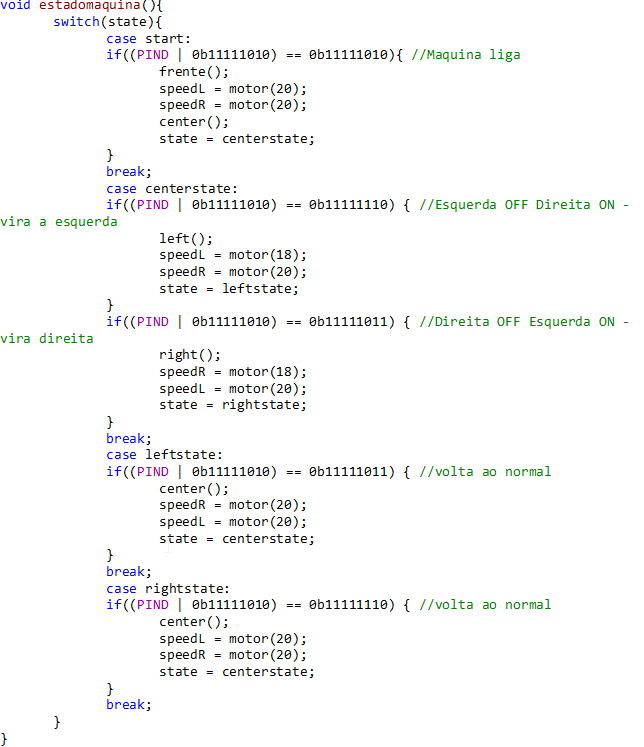 void estadomaquina(){
switch(state){
case start:
if((PIND | 0b11111010) == 0b11111010){ //Maquina liga
frente();
speedL = motor(20);
speedR = motor(20);
center();
state = centerstate;
}
break;
case centerstate:
if((PIND | 0b11111010) == 0b11111110) { //Esquerda OFF Direita ON -
vira a esquerda
left();
speedL = motor(18);
speedR = motor(20);
state = leftstate;
}
if((PIND | 0b11111010) == 0b11111011) { //Direita OFF Esquerda ON -
vira direita
right();
speedR = motor(18);
speedL = motor(20);
state = rightstate;
}
break;
case leftstate:
if((PIND | 0b11111010) == 0b11111011) { //volta ao normal
center();
speedR = motor(20);
speedL = motor(20);
state = centerstate;
}
break;
case rightstate:
if((PIND | 0b11111010) == 0b11111110) { //volta ao normal
center();
speedL = motor(20);
speedR = motor(20);
state = centerstate;
}
break;
}
}